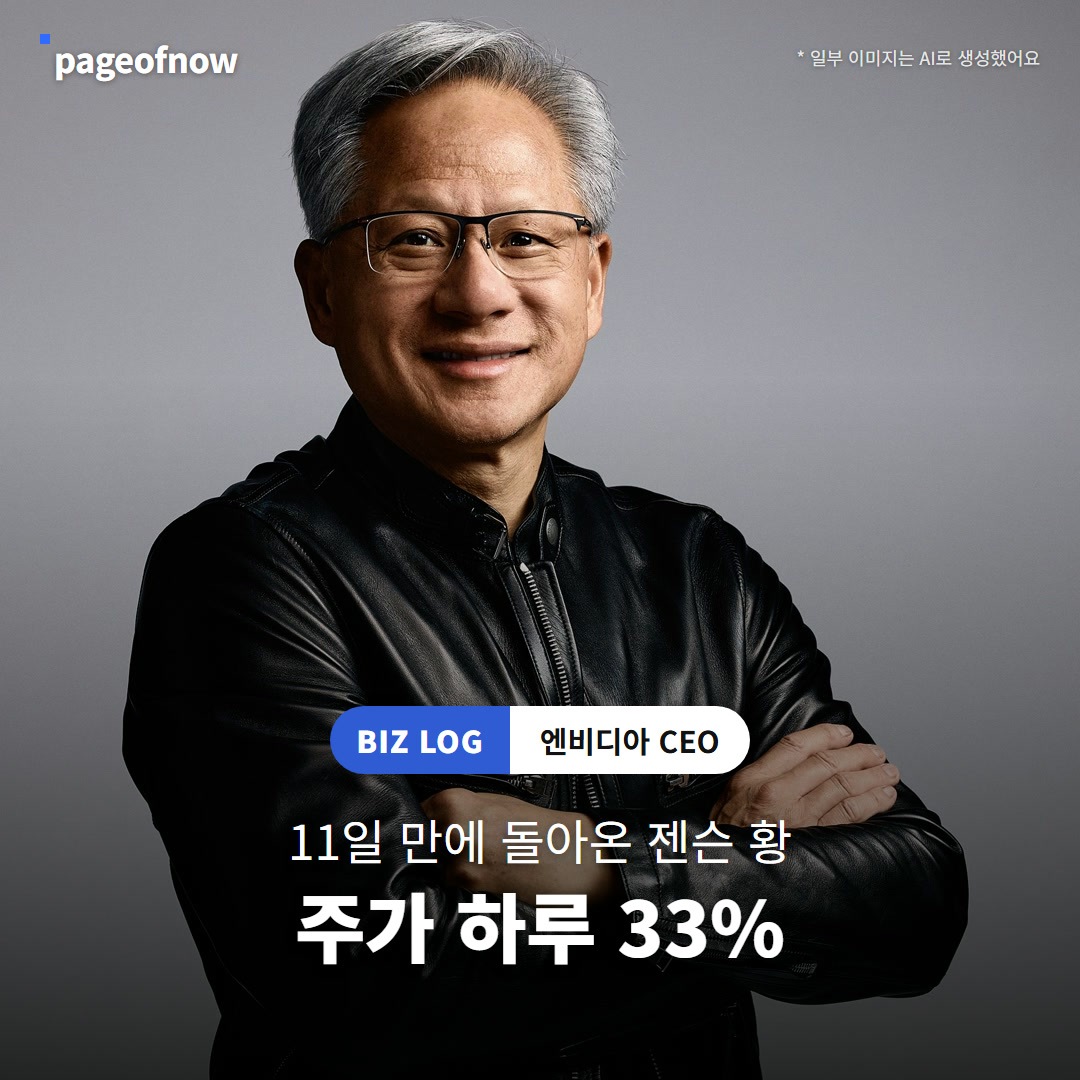 pageofnow
* 일부 이미지는 AI로 생성했어요
BIZ LOG
엔비디아 CEO
11일 만에 돌아온 젠슨 황
주가 하루 33%